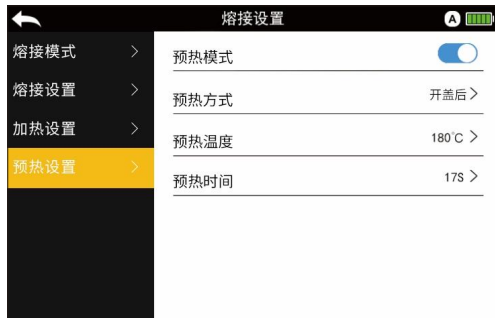 熔接设置
A
熔接模式
熔接设置
加热设置
预热设置
预热模式
预热方式 开盖后
预热温度 180℃
预热时间 17S